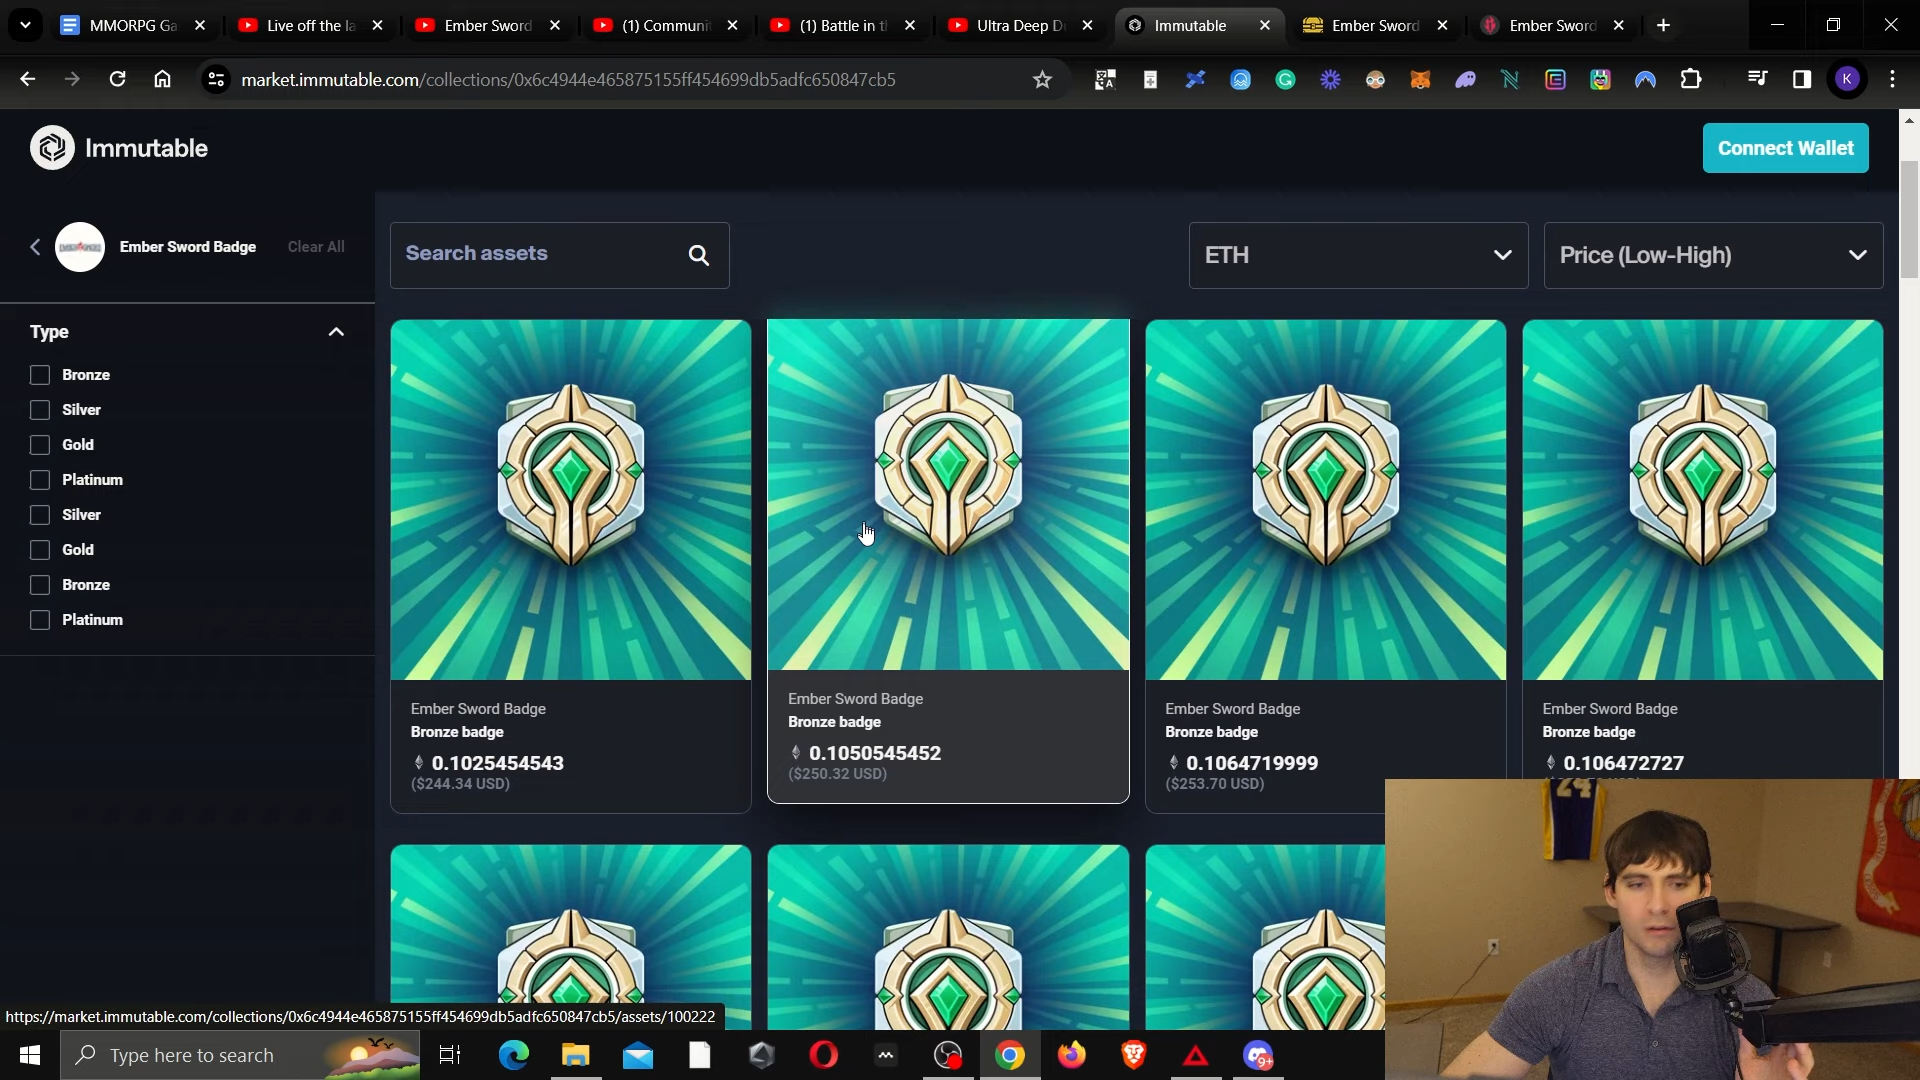 MMORPG Ga
Live off the la
Ember Sword
(1) Communi
(1) Battle in th
Ultra Deep D
Immutable
Ember Sword
Ember Sword
market.immutable.com/collections/0x6c4944e465875155ff454699db5adfc650847cb5
K
Immutable
Connect Wallet
Ember Sword Badge
Clear All
Search assets
ETH
Price (Low-High)
Type
Bronze
Silver
Gold
Platinum
Silver
Gold
Bronze
Platinum
Ember Sword Badge
Bronze badge
0.1025454543
($244.34 USD)
Ember Sword Badge
Bronze badge
0.1050545452
($250.32 USD)
Ember Sword Badge
Bronze badge
0.1064719999
($253.70 USD)
Ember Sword Badge
Bronze badge
0.106472727
24
https://market.immutable.com/collections/0x6c4944e465875155ff454699db5adfc650847cb5/assets/100222
Type here to search
9+